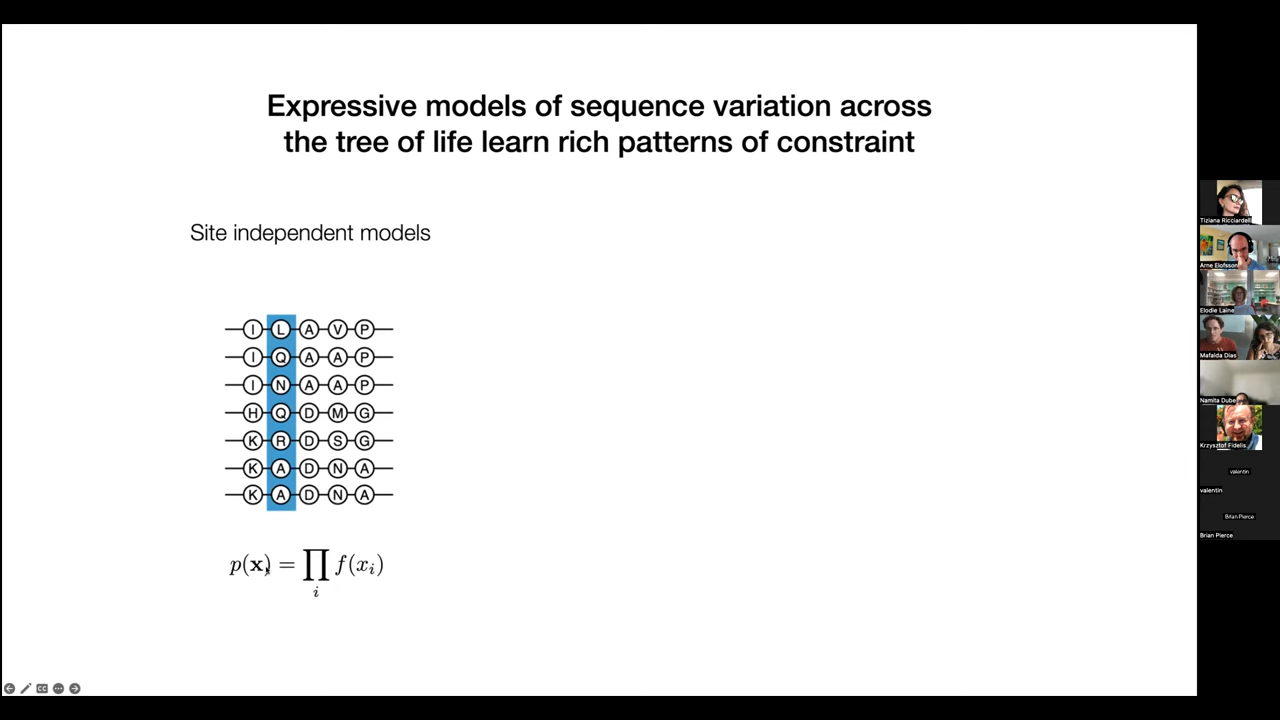 Expressive models of sequence variation across
the tree of life learn rich patterns of constraint
Site independent models
I L A V P
I Q A A P
I N A A P
H Q D M G
K R D S G
K A D N A
K A D N A
p(x) = ∏ f(x_i)
i
Tiziana Ricciardelli
Arne Elofsson
Elodie Laine
Mafalda Dias
Namita Dube
Krzysztof Fidelis
valentin
valentin
Brian Pierce
Brian Pierce